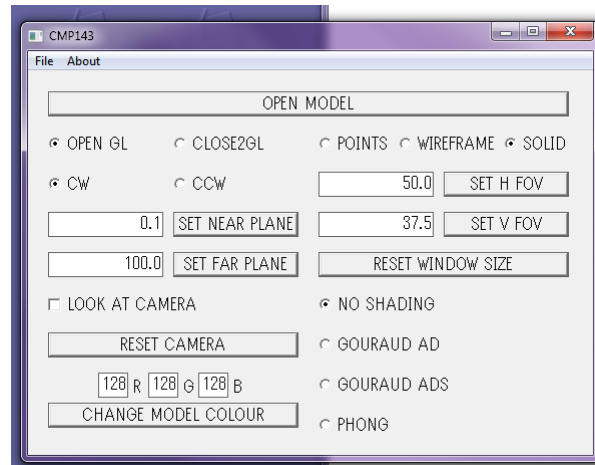 CMP143
File About
OPEN MODEL
OPEN GL CLOSE2GL POINTS WIREFRAME SOLID
CW CCW 50.0 SET H FOV
0.1 SET NEAR PLANE 37.5 SET V FOV
100.0 SET FAR PLANE RESET WINDOW SIZE
LOOK AT CAMERA NO SHADING
RESET CAMERA GOURAUD AD
128 R 128 G 128 B GOURAUD ADS
CHANGE MODEL COLOUR PHONG